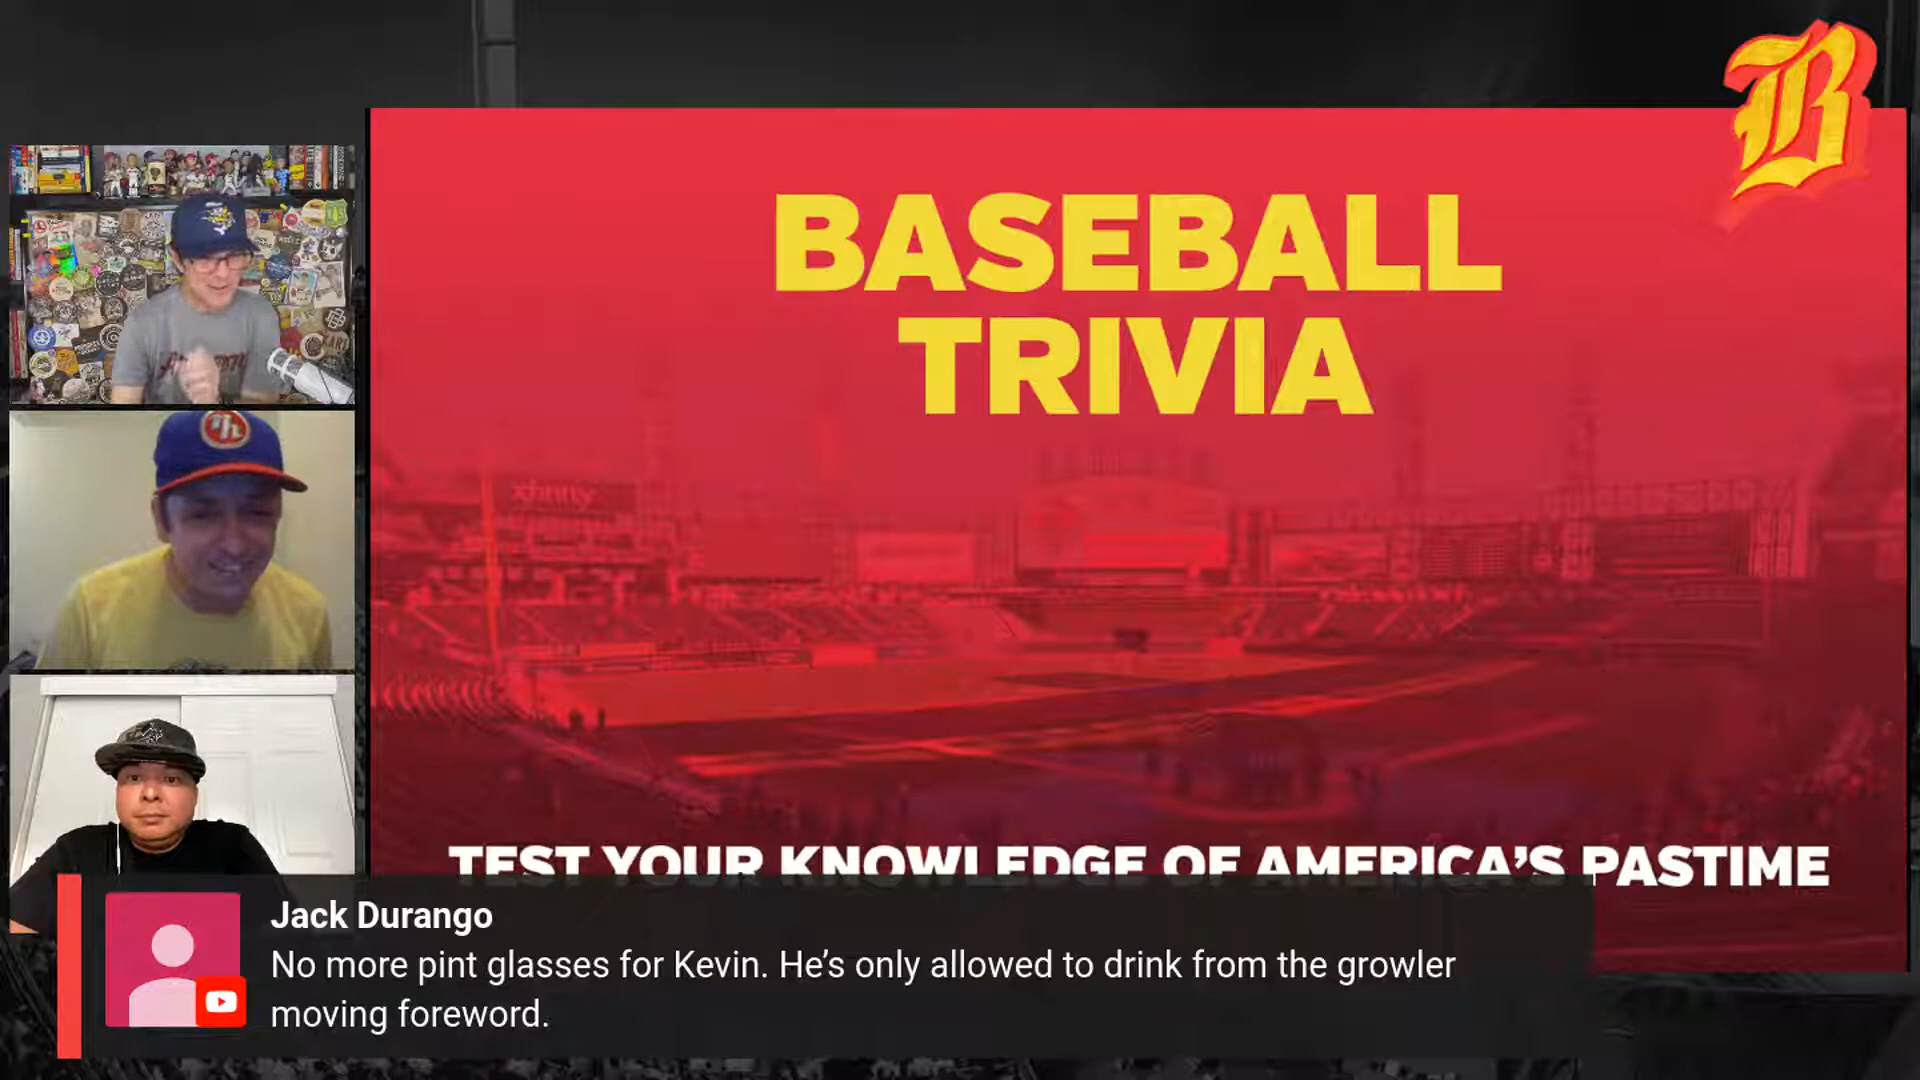 B
BASEBALL
TRIVIA
xfinity
TEST YOUR KNOWLEDGE OF AMERICA'S PASTIME
Jack Durango
No more pint glasses for Kevin. He's only allowed to drink from the growler
moving foreword.